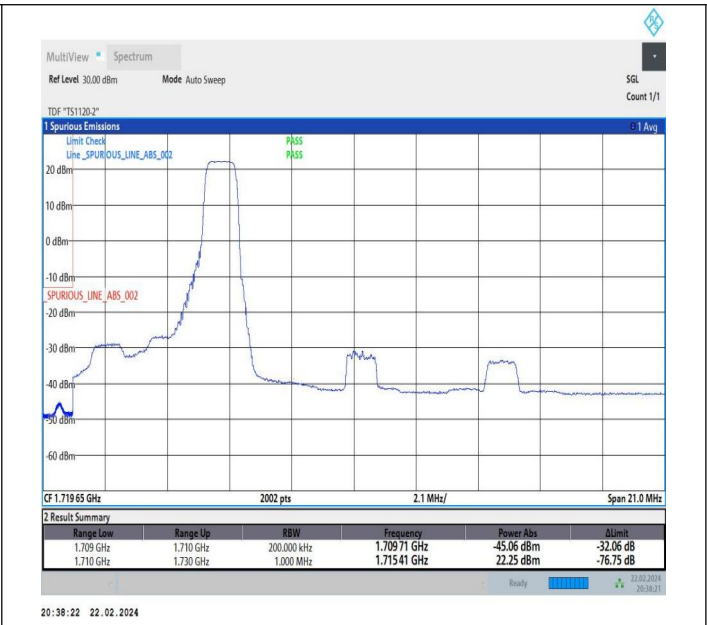 MultiView Spectrum
Ref Level 30.00 dBm Mode Auto Sweep SGL
Count 1/1
TDF "TS1120-2"
1 Spurious Emissions 1 Avg
Limit Check PASS
Line _SPURIOUS_LINE_ABS_002 PASS
20 dBm
10 dBm
0 dBm
-10 dBm
_SPURIOUS_LINE_ABS_002
-20 dBm
-30 dBm
-40 dBm
-50 dBm
-60 dBm
CF 1.719 65 GHz 2002 pts 2.1 MHz/ Span 21.0 MHz
2 Result Summary
Range Low Range Up RBW Frequency Power Abs ΔLimit
1.709 GHz 1.710 GHz 200.000 kHz 1.709 71 GHz -45.06 dBm -32.06 dB
1.710 GHz 1.730 GHz 1.000 MHz 1.715 41 GHz 22.25 dBm -76.75 dB
Ready 22.02.2024
20:38:21
20:38:22 22.02.2024